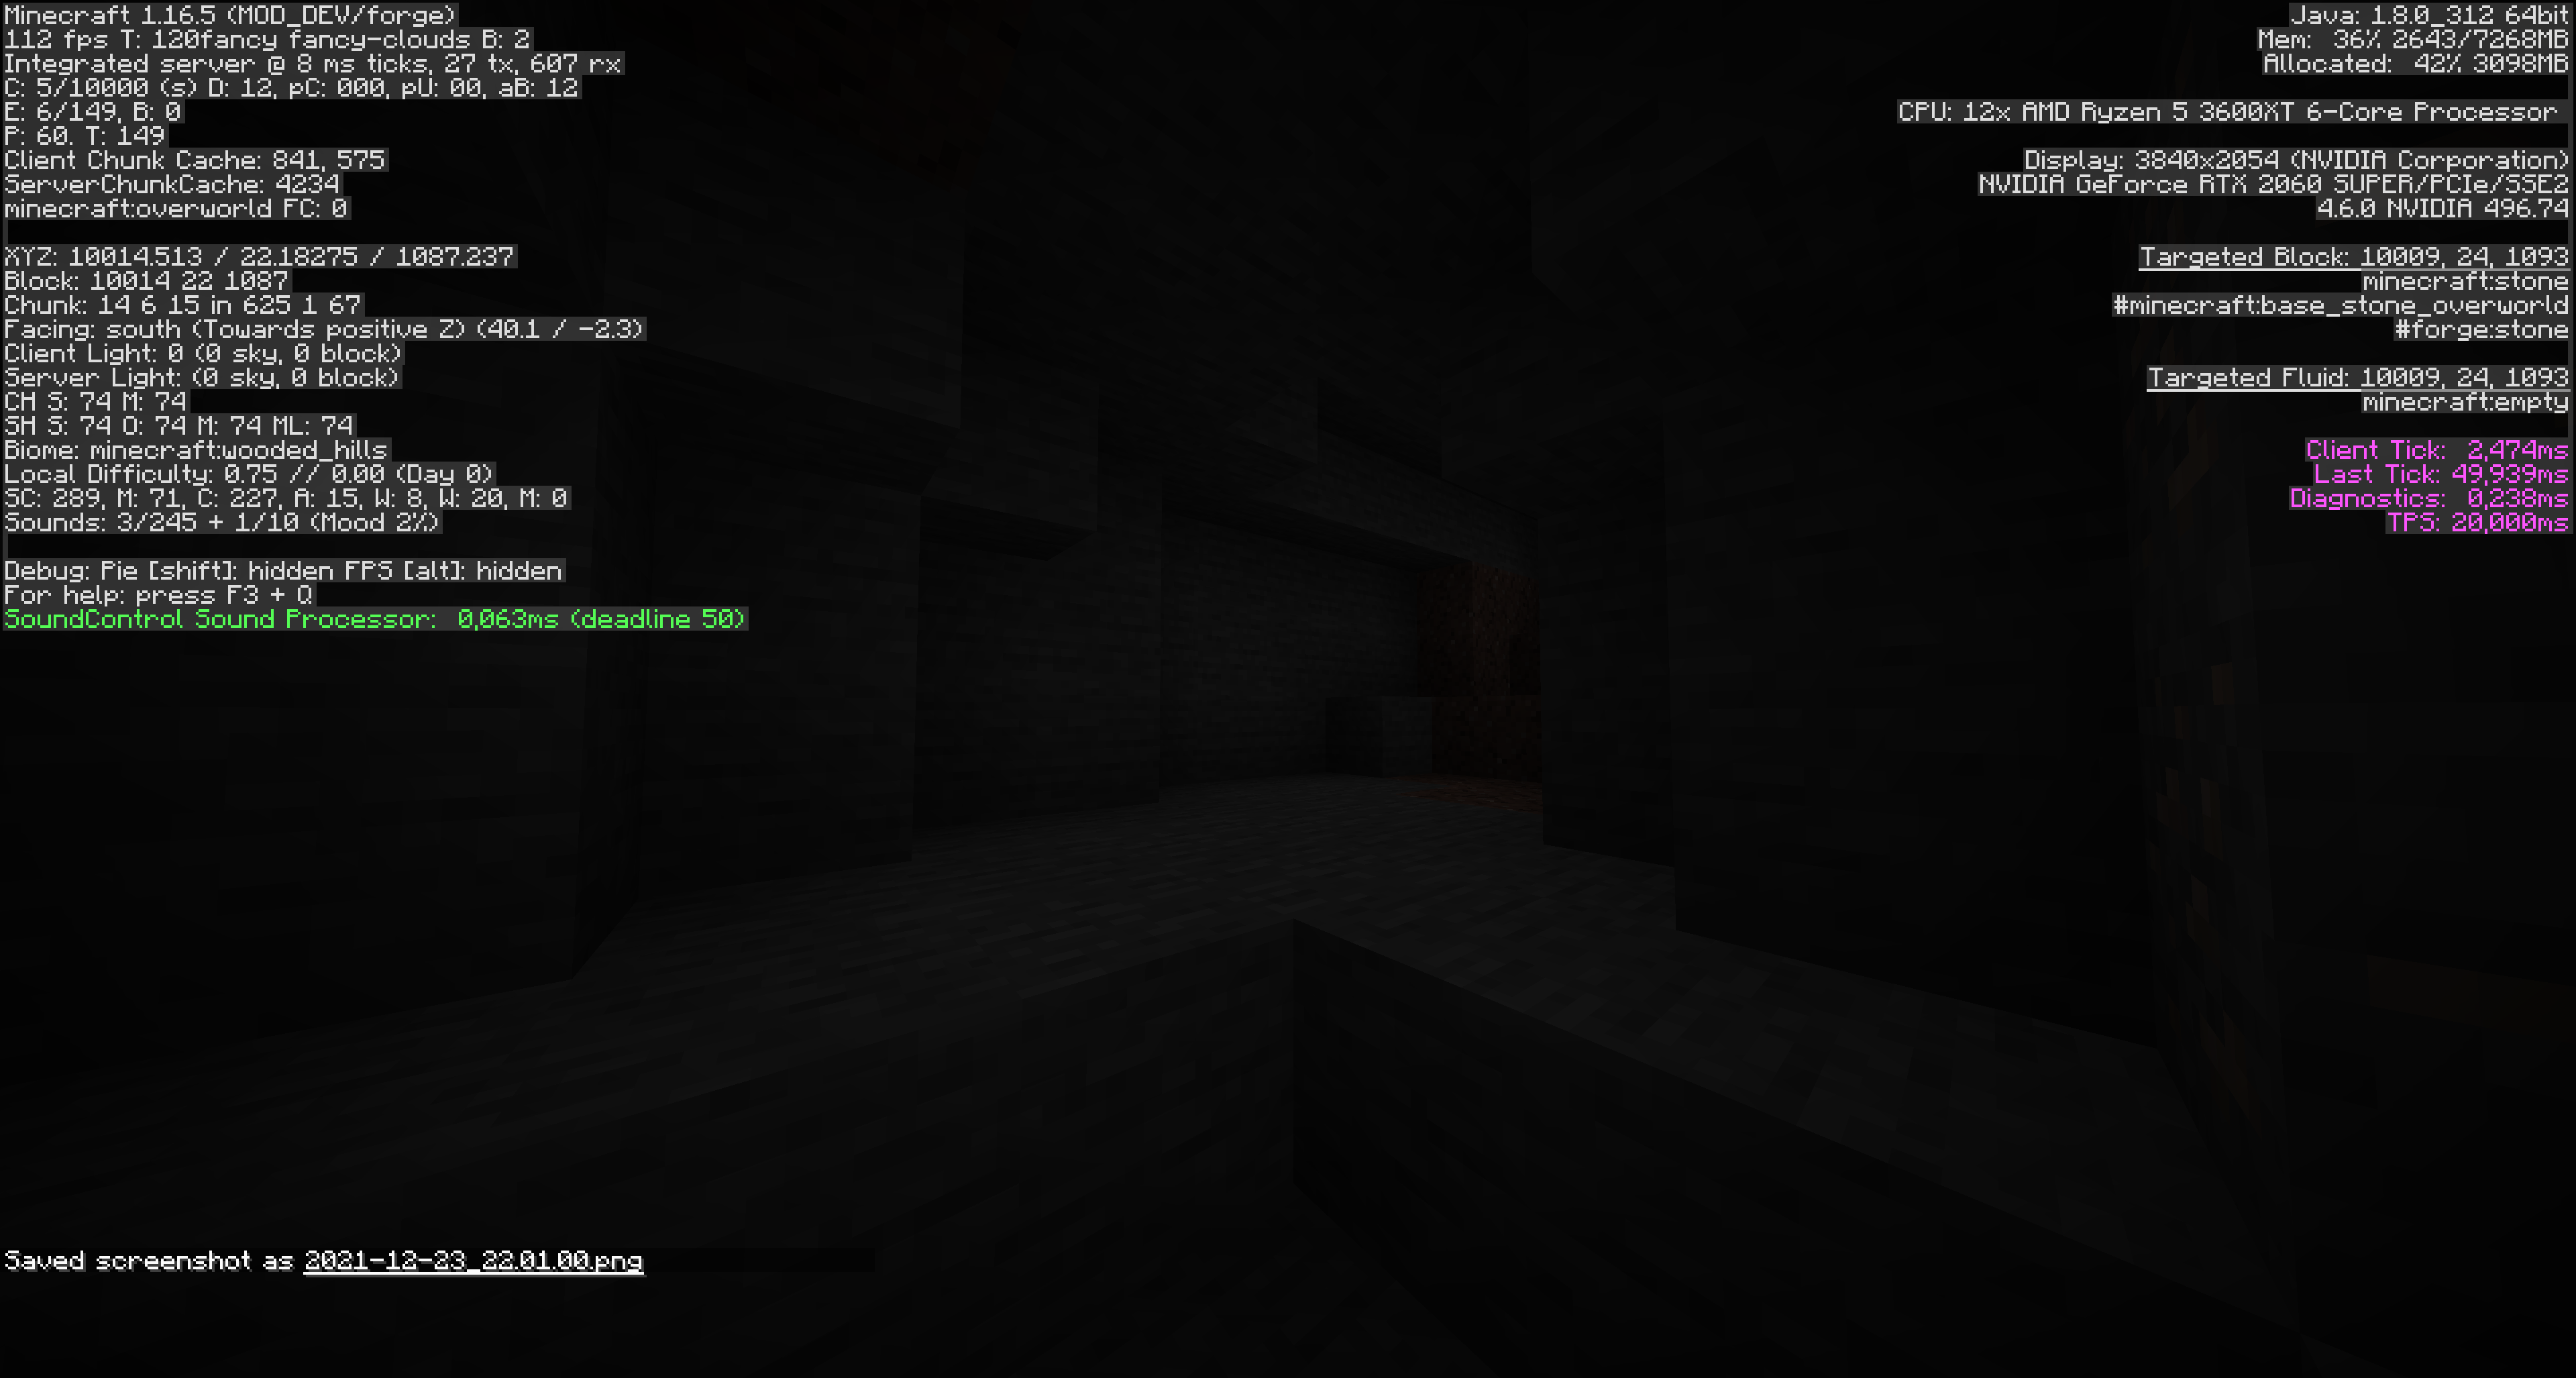 Minecraft 1.16.5 (MOD_DEV/forge)
112 fps T: 120fancy fancy-clouds B: 2
Integrated server @ 8 ms ticks, 27 tx, 607 rx
C: 5/10000 (s) D: 12, pC: 000, pU: 00, aB: 12
E: 6/149, B: 0
P: 60. T: 149
Client Chunk Cache: 841, 575
ServerChunkCache: 4234
minecraft:overworld FC: 0
XYZ: 10014.513 / 22.18275 / 1087.237
Block: 10014 22 1087
Chunk: 14 6 15 in 625 1 67
Facing: south (Towards positive Z) (40.1 / -2.3)
Client Light: 0 (0 sky, 0 block)
Server Light: (0 sky, 0 block)
CH S: 74 M: 74
SH S: 74 O: 74 M: 74 ML: 74
Biome: minecraft:wooded_hills
Local Difficulty: 0.75 // 0.00 (Day 0)
SC: 289, M: 71, C: 227, A: 15, W: 8, W: 20, M: 0
Sounds: 3/245 + 1/10 (Mood 2%)
Debug: Pie [shift]: hidden FPS [alt]: hidden
For help: press F3 + Q
SoundControl Sound Processor: 0,063ms (deadline 50)
Java: 1.8.0_312 64bit
Mem: 36% 2643/7268MB
Allocated: 42% 3098MB
CPU: 12x AMD Ryzen 5 3600XT 6-Core Processor
Display: 3840x2054 (NVIDIA Corporation)
NVIDIA GeForce RTX 2060 SUPER/PCIe/SSE2
4.6.0 NVIDIA 496.74
Targeted Block: 10009, 24, 1093
minecraft:stone
#minecraft:base_stone_overworld
#forge:stone
Targeted Fluid: 10009, 24, 1093
minecraft:empty
Client Tick: 2,474ms
Last Tick: 49,939ms
Diagnostics: 0,238ms
TPS: 20,000ms
Saved screenshot as 2021-12-23_22.01.00.png